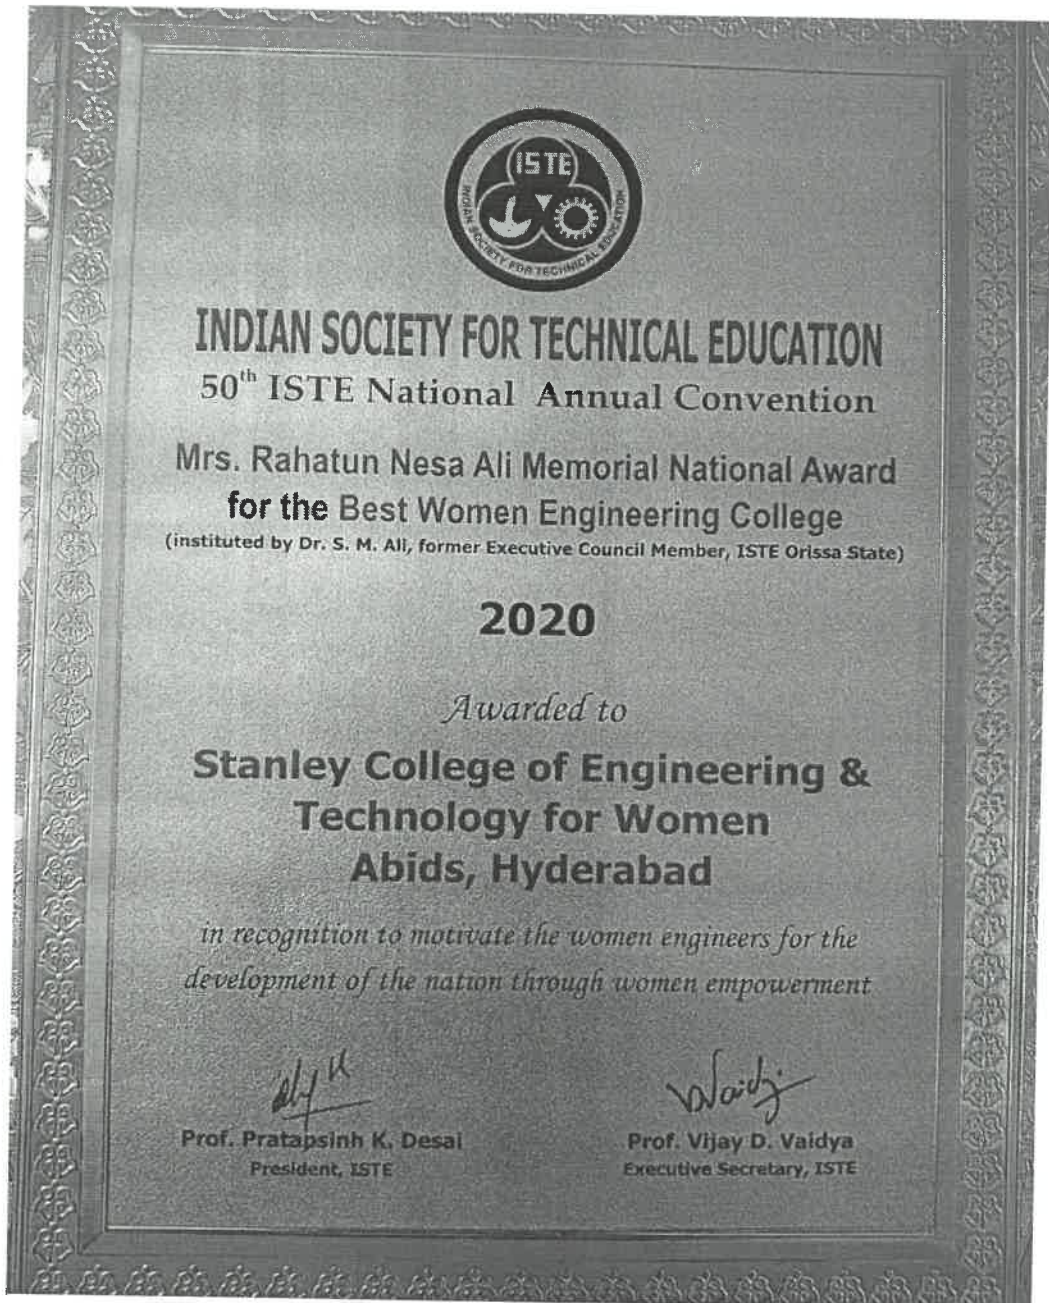 ISTE
INDIAN SOCIETY FOR TECHNICAL EDUCATION
INDIAN SOCIETY FOR TECHNICAL EDUCATION
50th ISTE National Annual Convention
Mrs. Rahatun Nesa Ali Memorial National Award
for the Best Women Engineering College
(instituted by Dr. S. M. Ali, former Executive Council Member, ISTE Orissa State)
2020
Awarded to
Stanley College of Engineering &
Technology for Women
Abids, Hyderabad
in recognition to motivate the women engineers for the
development of the nation through women empowerment
Prof. Pratapsinh K. Desai
President, ISTE
Prof. Vijay D. Vaidya
Executive Secretary, ISTE